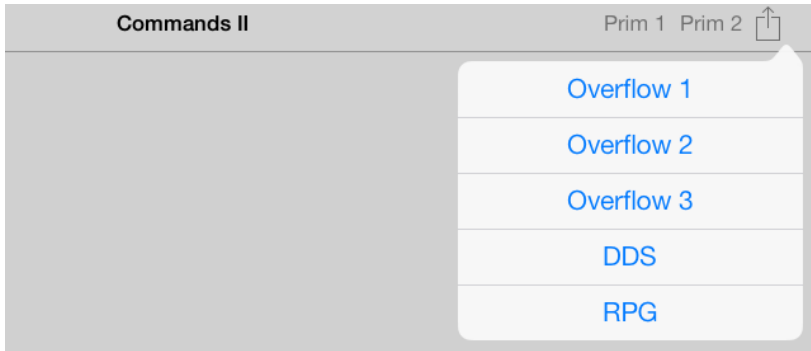 Commands II Prim 1 Prim 2
Overflow 1
Overflow 2
Overflow 3
DDS
RPG